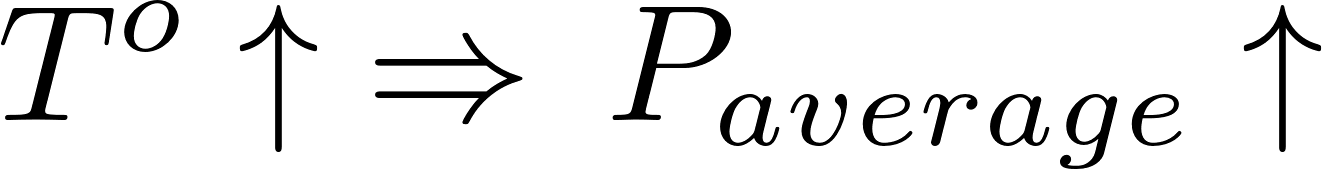 T° ↑ ⇒ P_average ↑